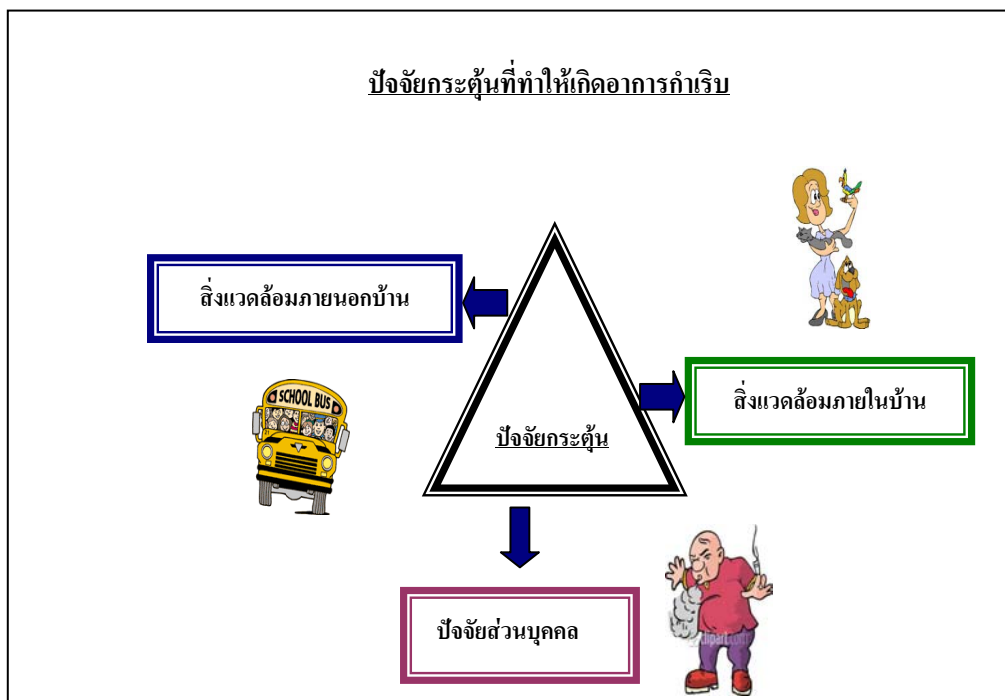 ปัจจัยกระตุ้นที่ทำให้เกิดอาการกำเริบ
สิ่งแวดล้อมภายนอกบ้าน
SCHOOL BUS
สิ่งแวดล้อมภายในบ้าน
ปัจจัยกระตุ้น
ปัจจัยส่วนบุคคล